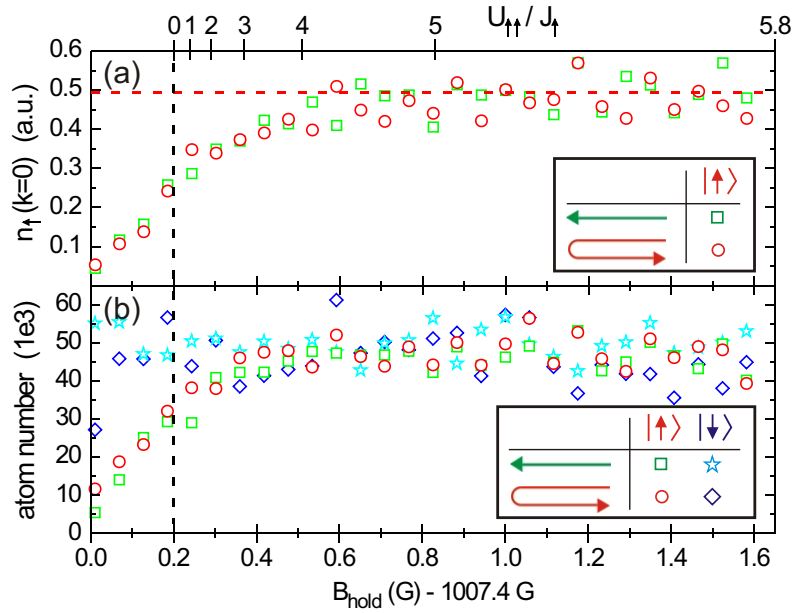 0 1 2 3 4 5 U↑↑ / J↑ 5.8
(a)
n↑(k=0) (a.u.)
0.6
0.5
0.4
0.3
0.2
0.1
|↑⟩
(b)
atom number (1e3)
60
50
40
30
20
10
0
|↑⟩ |↓⟩
0.0 0.2 0.4 0.6 0.8 1.0 1.2 1.4 1.6
B_hold (G) - 1007.4 G